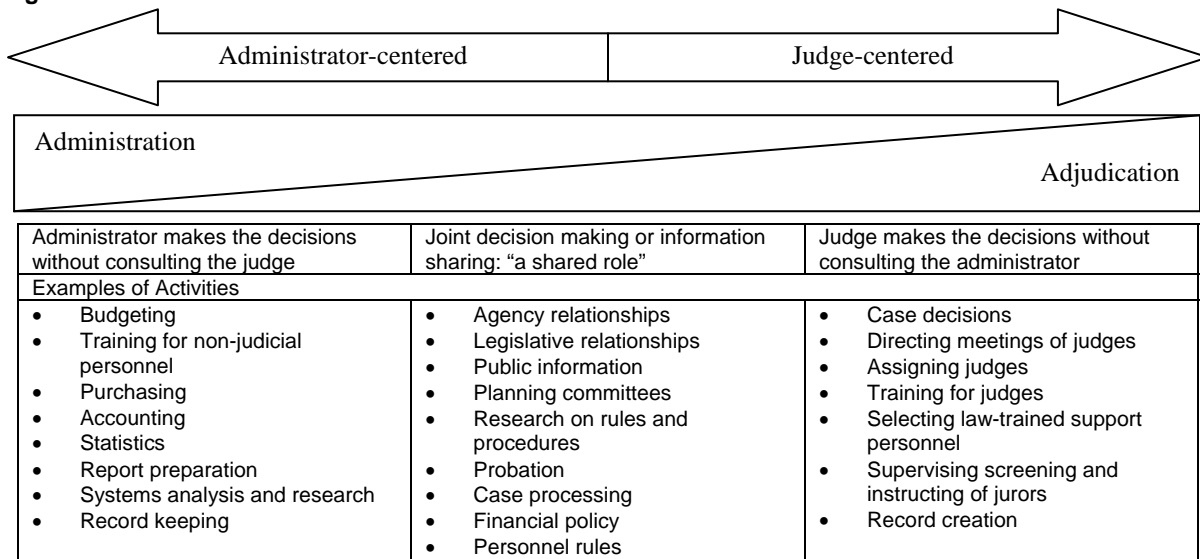 Administrator-centered
Judge-centered
Administration
Adjudication
Administrator makes the decisions
without consulting the judge
Joint decision making or information
sharing: “a shared role”
Judge makes the decisions without
consulting the administrator
Examples of Activities
• Budgeting
• Training for non-judicial
personnel
• Purchasing
• Accounting
• Statistics
• Report preparation
• Systems analysis and research
• Record keeping
• Agency relationships
• Legislative relationships
• Public information
• Planning committees
• Research on rules and
procedures
• Probation
• Case processing
• Financial policy
• Personnel rules
• Case decisions
• Directing meetings of judges
• Assigning judges
• Training for judges
• Selecting law-trained support
personnel
• Supervising screening and
instructing of jurors
• Record creation